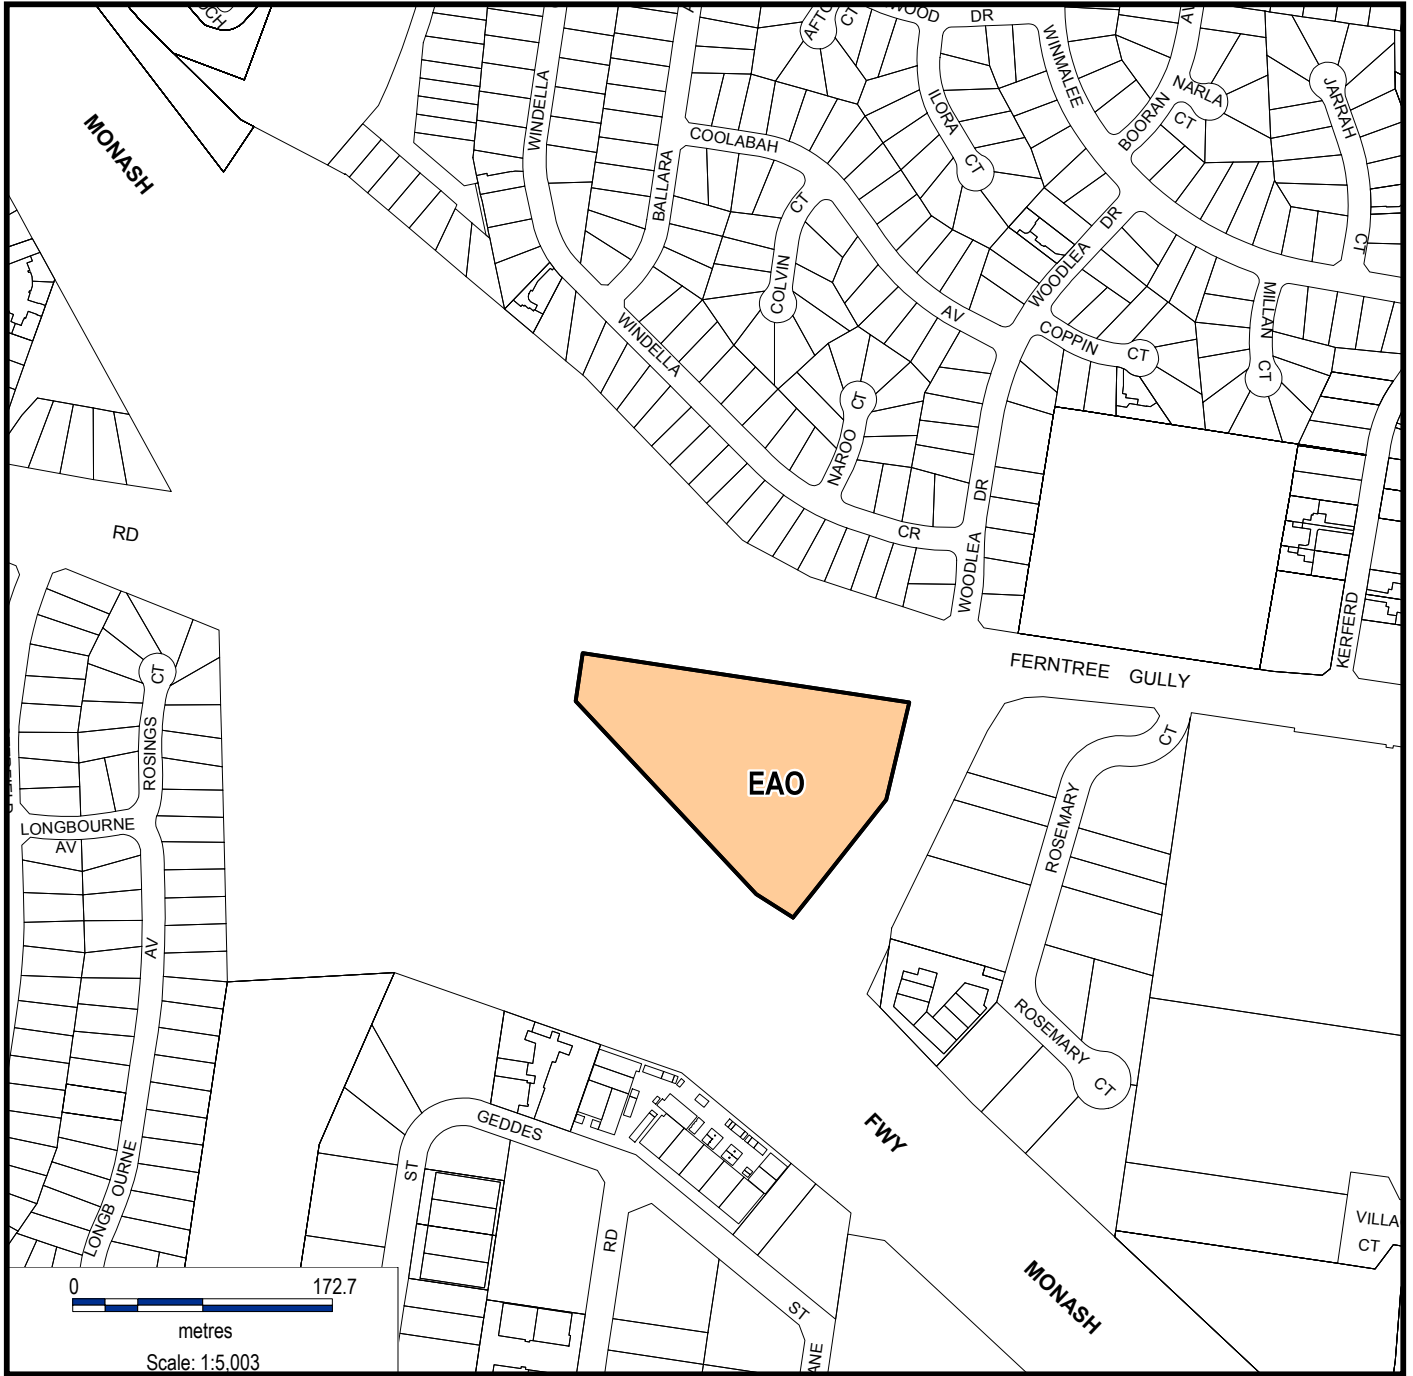 AFTON
CT
WOOD
DR
AV
WINMALEE
NARLA
CT
JARRAH
CT
MONASH
WINDELLA
BALLARA
COOLABAH
ILORA
CT
BOORAN
CT
COLVIN
WOODLEA
DR
AV
COPPIN
CT
MILLAN
CT
WINDELLA
CT
NAROO
DR
CR
WOODLEA
RD
KERFERD
FERNTREE GULLY
CT
ROSINGS
CT
ROSEMARY
EAO
LONGBOURNE
AV
AV
ROSEMARY
CT
GEDDES
ST
FWY
LONGB OURNE
VILLA
CT
RD
ST
MONASH
0 172.7
metres
Scale: 1:5,003